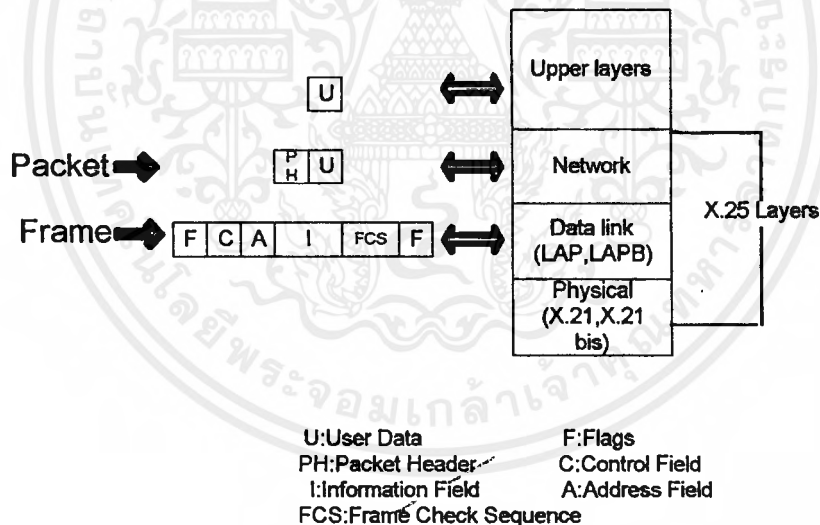 Upper layers
U
Packet
PH U
Network
X.25 Layers
Frame
F C A I FCS F
Data link
(LAP,LAPB)
Physical
(X.21,X.21
bis)
U:User Data F:Flags
PH:Packet Header C:Control Field
I:Information Field A:Address Field
FCS:Frame Check Sequence